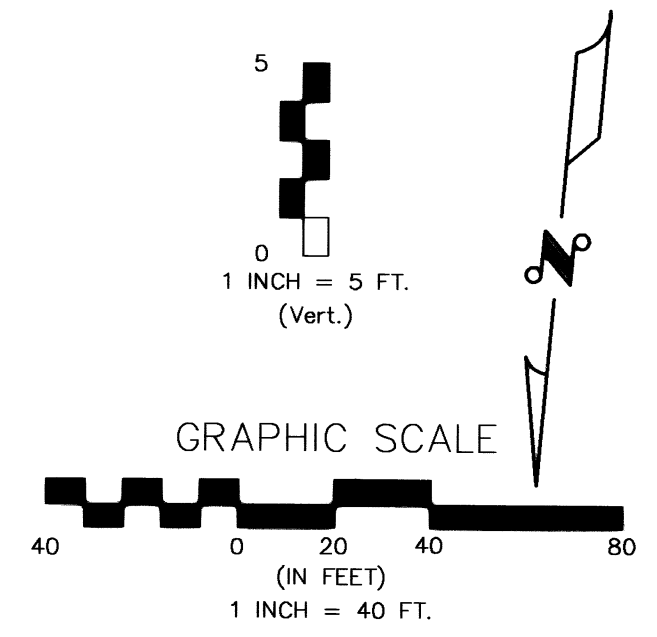 5
0
1 INCH = 5 FT.
(Vert.)
N
GRAPHIC SCALE
40 0 20 40 80
(IN FEET)
1 INCH = 40 FT.